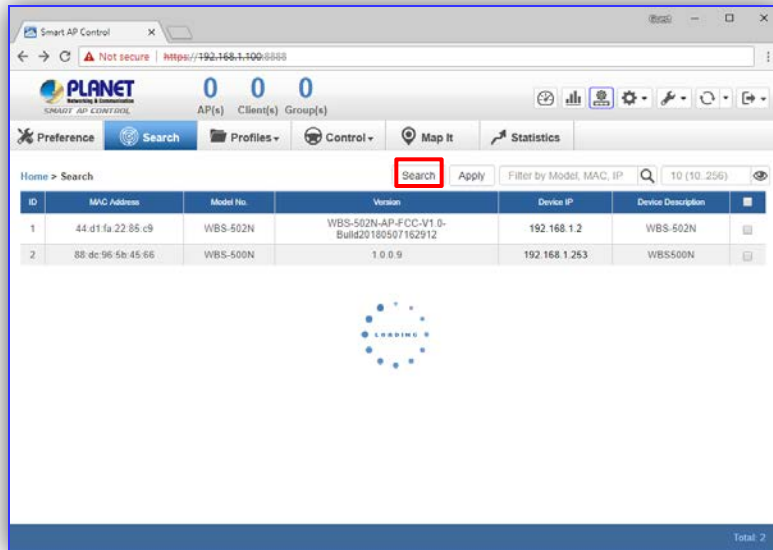 Smart AP Control
Not secure | https://192.168.1.100:8888
PLANET
Networking & Communication
SMART AP CONTROL
0 0 0
AP(s) Client(s) Group(s)
Preference Search Profiles Control Map It Statistics
Home > Search Search Apply Filter by Model, MAC, IP 10 (10..256)
ID MAC Address Model No. Version Device IP Device Description
1 44:d1:fa:22:85:c9 WBS-502N WBS-502N-AP-FCC-V1.0-Build20180507162912 192.168.1.2 WBS-502N
2 88:dc:96:5b:45:66 WBS-500N 1.0.0.9 192.168.1.253 WBS500N
LOADING
Total: 2